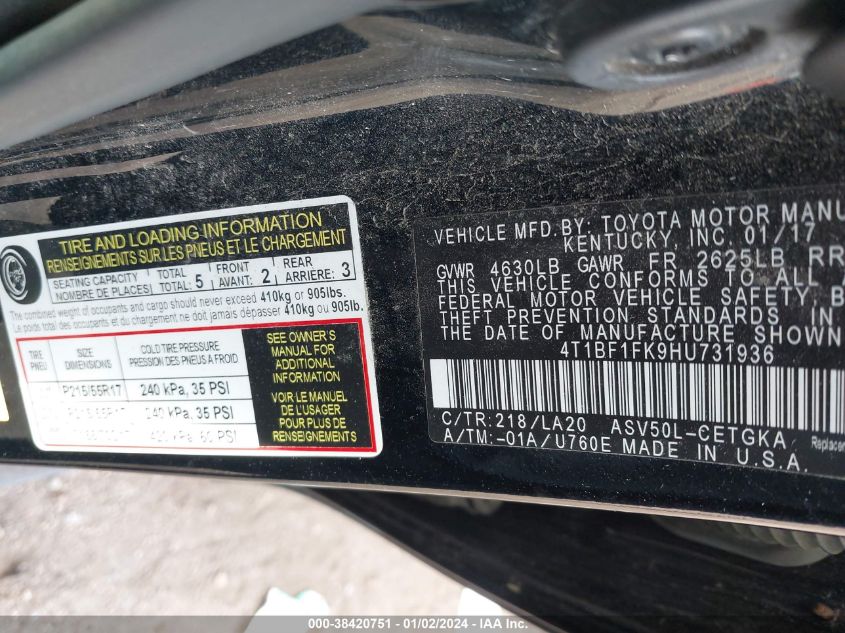 TIRE AND LOADING INFORMATION
RENSEIGNEMENTS SUR LES PNEUS ET LE CHARGEMENT
SEATING CAPACITY
NOMBRE DE PLACES
TOTAL
TOTAL: 5
FRONT
AVANT: 2
REAR
ARRIERE: 3
The combined weight of occupants and cargo should never exceed 410kg or 905lbs.
Le poids total des occupants et du chargement ne doit jamais dépasser 410kg ou 905lb.
TIRE
PNEU
SIZE
DIMENSIONS
COLD TIRE PRESSURE
PRESSION DES PNEUS A FROID
P215/55R17 240 kPa, 35 PSI
P215/55R17 240 kPa, 35 PSI
420 kPa, 60 PSI
SEE OWNER'S
MANUAL FOR
ADDITIONAL
INFORMATION
VOIR LE MANUEL
DE L'USAGER
POUR PLUS DE
RENSEIGNEMENTS
VEHICLE MFD.BY: TOYOTA MOTOR MANU
KENTUCKY, INC. 01/17
GVWR 4630LB GAWR FR 2625LB RR
THIS VEHICLE CONFORMS TO ALL
FEDERAL MOTOR VEHICLE SAFETY, B
THEFT PREVENTION STANDARDS IN
THE DATE OF MANUFACTURE SHOWN
4T1BF1FK9HU731936
C/TR: 218/LA20 ASV50L-CETGKA
A/TM: -01A/U760E MADE IN U.S.A.
Replacem
000-38420751 - 01/02/2024 - IAA Inc.